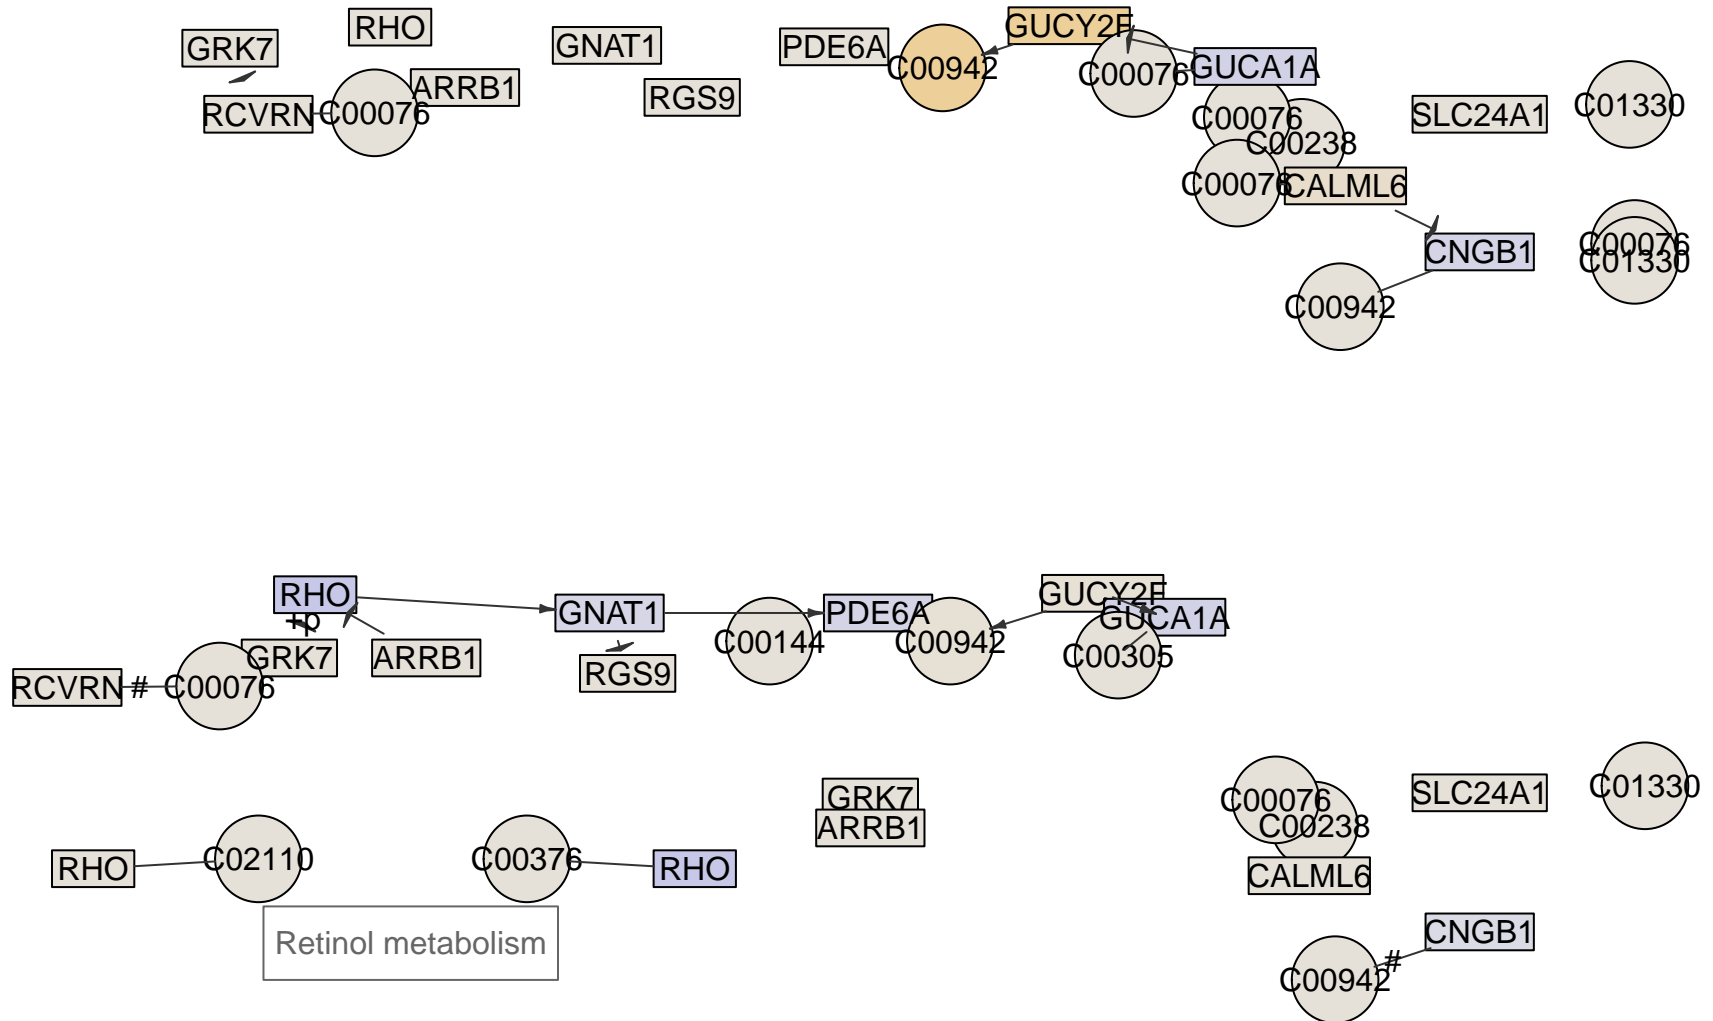 RHO
GRK7
GNAT1
PDE6A
GUCY2F
C00942
C00076
GUCA1A
ARRB1
RGS9
RCVRN
C00076
C00076
C00238
SLC24A1
C01330
C00076
CALML6
C00076
C01330
CNGB1
C00942
RHO
+p
GNAT1
PDE6A
GUCY2F
GUCA1A
GRK7
ARRB1
C00144
C00942
C00305
RGS9
RCVRN
#
C00076
GRK7
ARRB1
C00076
C00238
SLC24A1
C01330
RHO
C02110
C00376
RHO
CALML6
Retinol metabolism
CNGB1
#
C00942